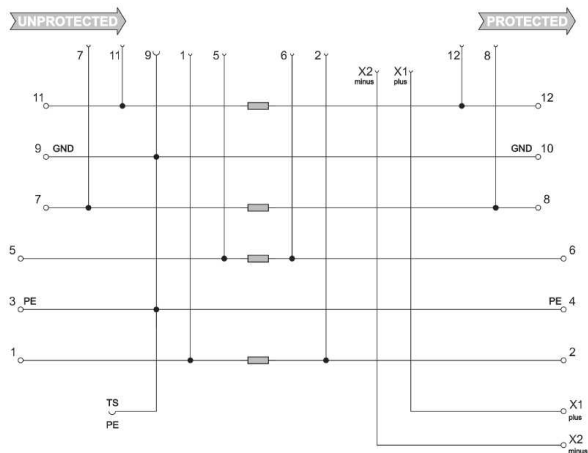 UNPROTECTED PROTECTED
7 11 9 1 5 6 2 12 8
X2 X1
minus plus
11 12
9 GND GND 10
7 8
5 6
3 PE PE 4
1 2
TS
PE
X1
plus
X2
minus